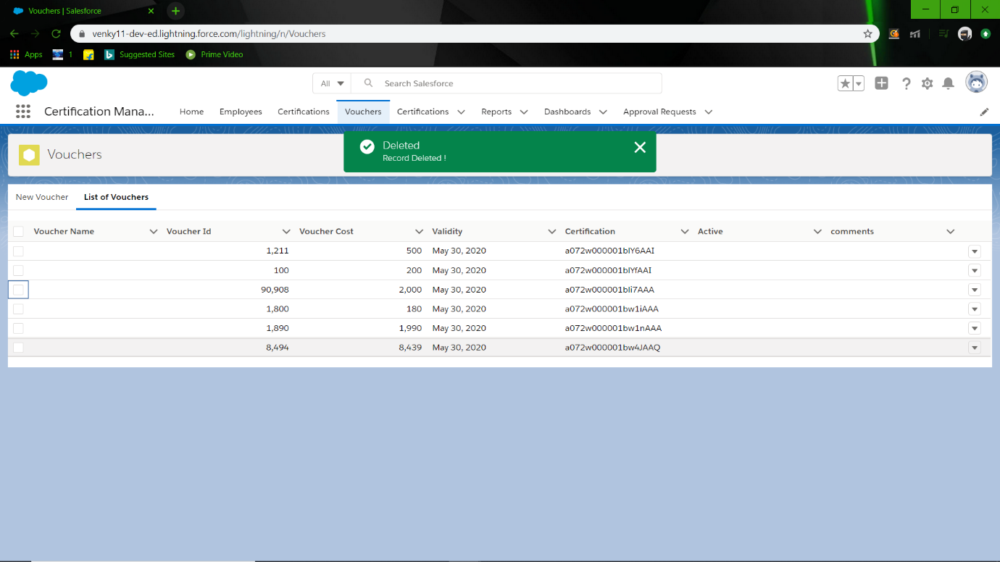 Vouchers | Salesforce
venky11-dev-ed.lightning.force.com/lightning/n/Vouchers
Apps 1 Suggested Sites Prime Video
All Search Salesforce
Certification Mana... Home Employees Certifications Vouchers Certifications Reports Dashboards Approval Requests
Vouchers
Deleted
Record Deleted !
New Voucher List of Vouchers
Voucher Name Voucher Id Voucher Cost Validity Certification Active comments
1,211 500 May 30, 2020 a072w000001blY6AAI
100 200 May 30, 2020 a072w000001blYfAAI
90,908 2,000 May 30, 2020 a072w000001bli7AAA
1,800 180 May 30, 2020 a072w000001bw1iAAA
1,890 1,990 May 30, 2020 a072w000001bw1nAAA
8,494 8,439 May 30, 2020 a072w000001bw4JAAQ